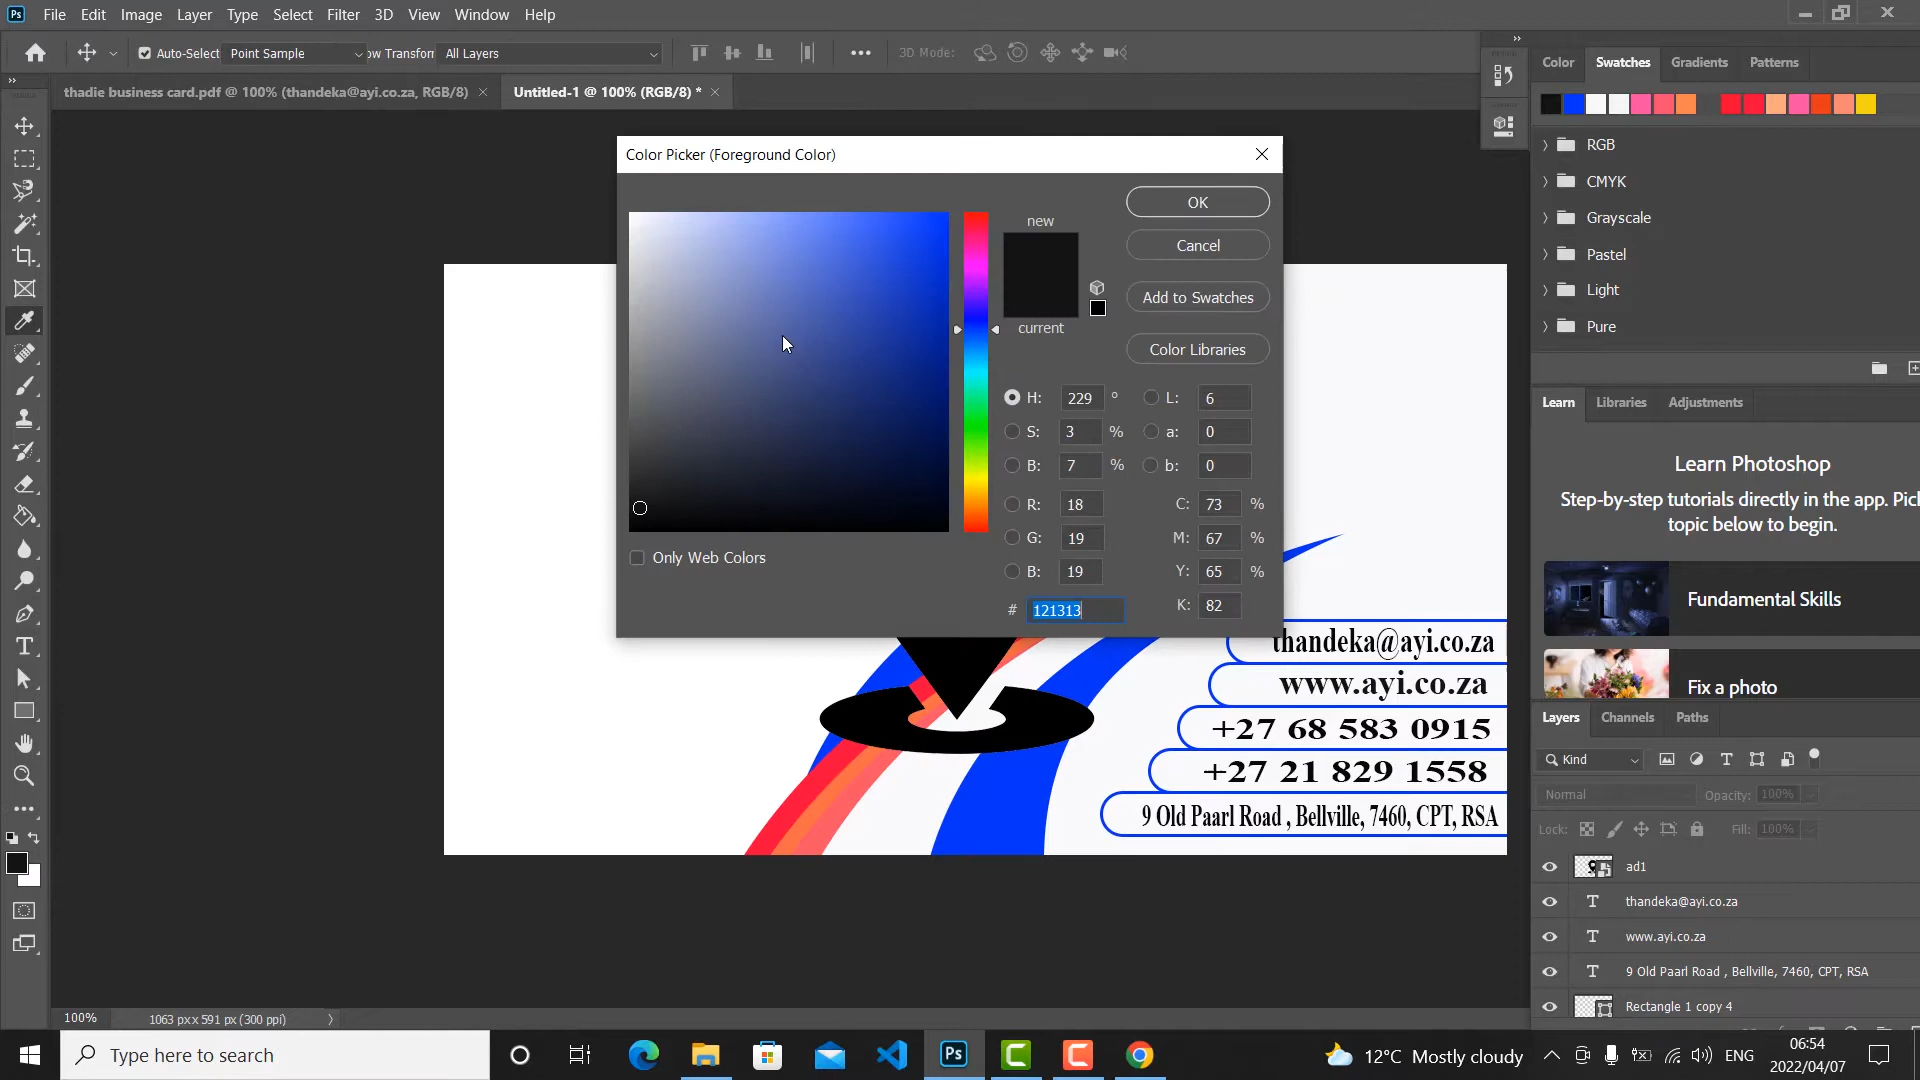 Ps File Edit Image Layer Type Select Filter 3D View Window Help
Auto-Select Point Sample ow Transform All Layers 3D Mode:
thadie business card.pdf @ 100% (thandeka@ayi.co.za, RGB/8) Untitled-1 @ 100% (RGB/8) *
Color Swatches Gradients Patterns
RGB
CMYK
Grayscale
Pastel
Light
Pure
Color Picker (Foreground Color)
new
current
OK
Cancel
Add to Swatches
Color Libraries
H: 229 ° L: 6
S: 3 % a: 0
B: 7 % b: 0
R: 18 C: 73 %
G: 19 M: 67 %
B: 19 Y: 65 %
# 121313 K: 82
Only Web Colors
thandeka@ayi.co.za
www.ayi.co.za
+27 68 583 0915
+27 21 829 1558
9 Old Paarl Road , Bellville, 7460, CPT, RSA
Learn Libraries Adjustments
Learn Photoshop
Step-by-step tutorials directly in the app. Pick
topic below to begin.
Fundamental Skills
Fix a photo
Layers Channels Paths
Kind
Normal Opacity: 100%
Lock: Fill: 100%
ad1
T thandeka@ayi.co.za
T www.ayi.co.za
T 9 Old Paarl Road , Bellville, 7460, CPT, RSA
Rectangle 1 copy 4
100% 1063 px x 591 px (300 ppi)
Type here to search
Ps
12°C Mostly cloudy
ENG
06:54
2022/04/07